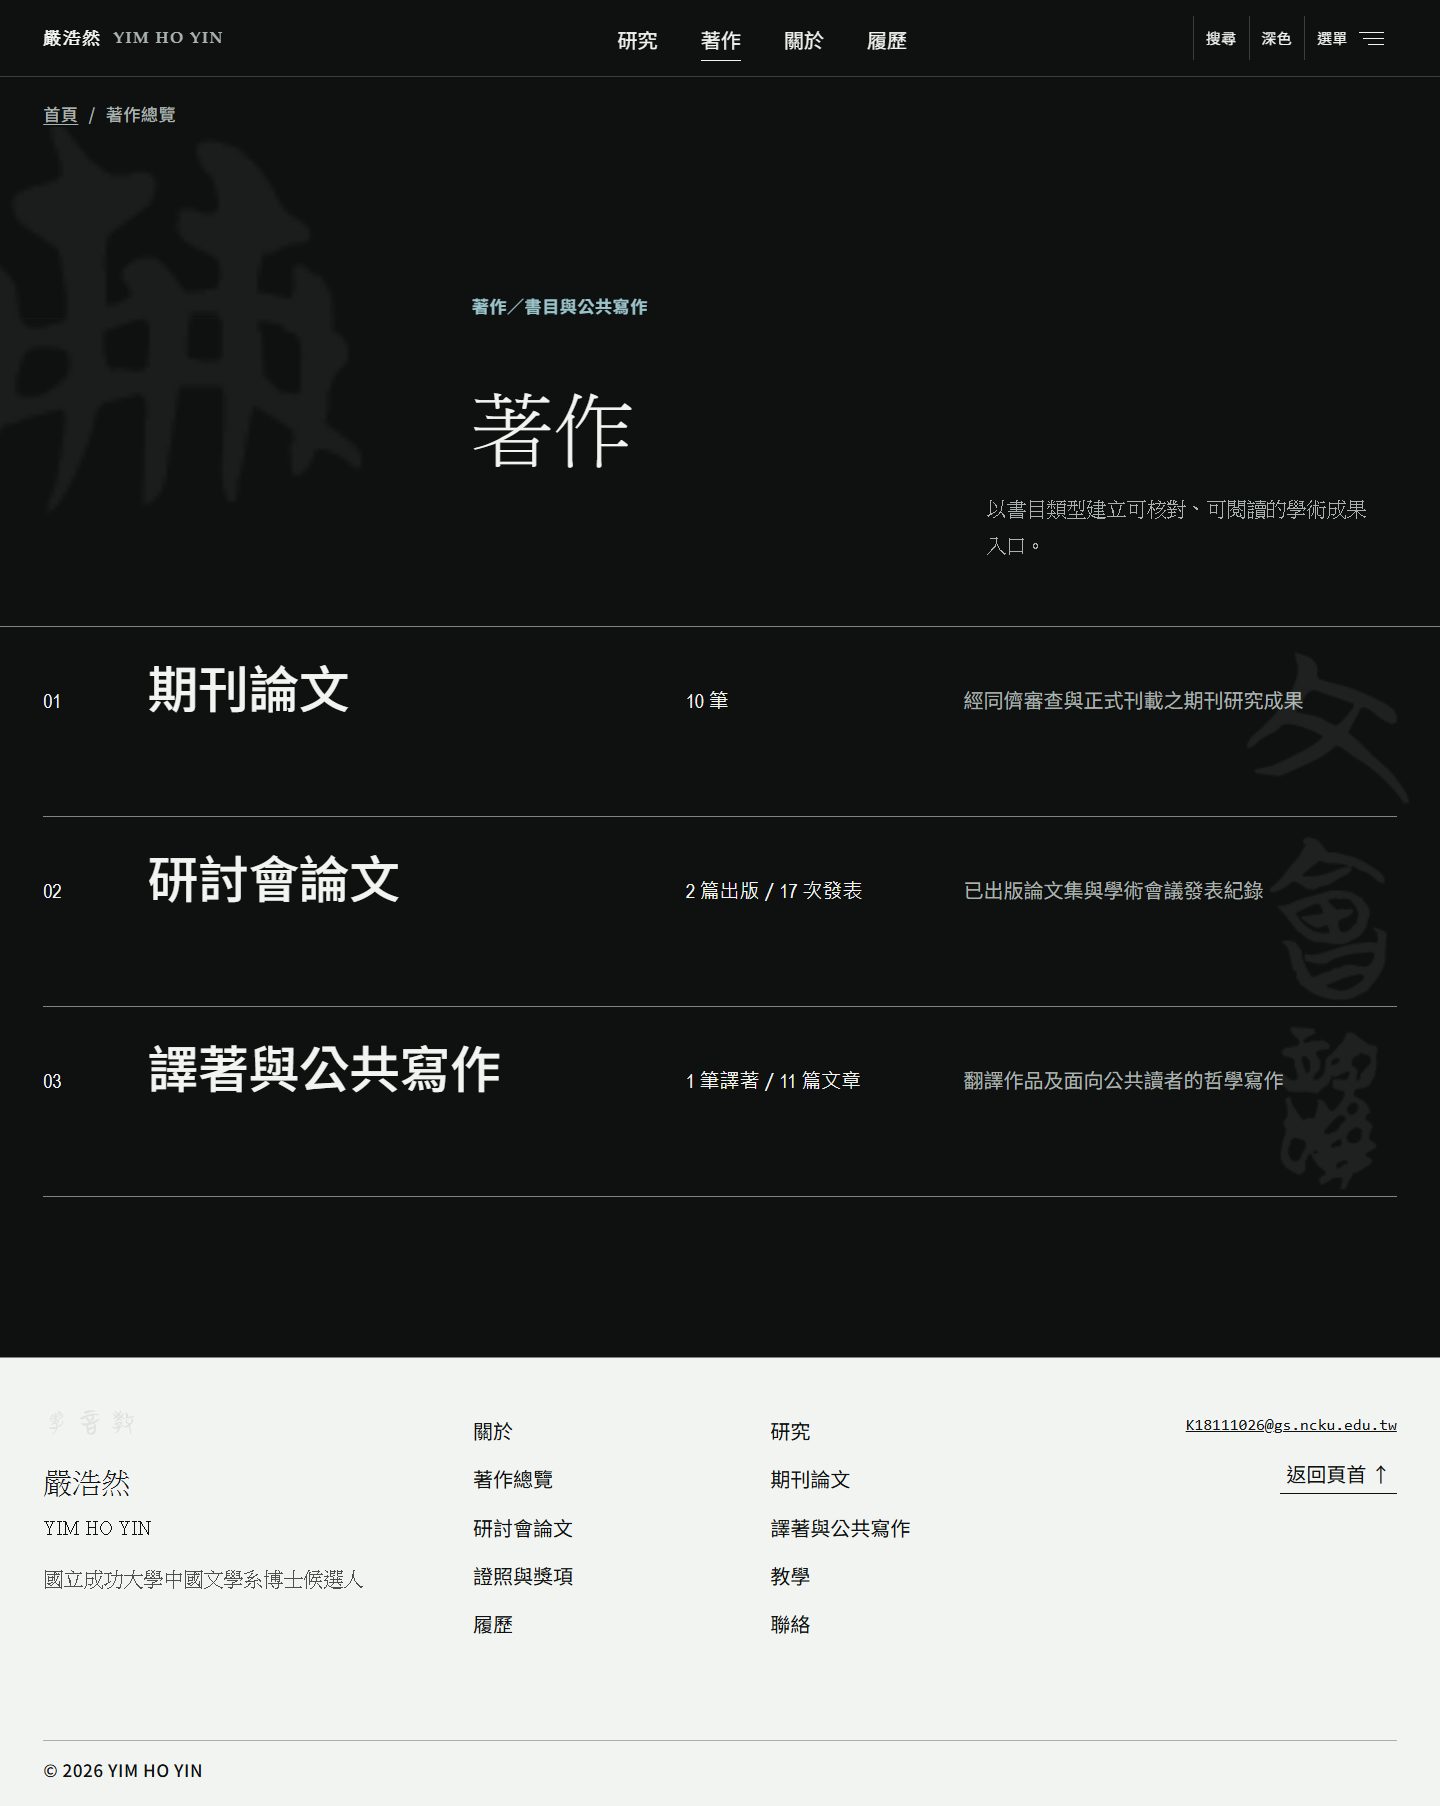 嚴浩然 YIM HO YIN 研究 著作 關於 履歷 搜尋 深色 選單
首頁 / 著作總覽
著作／書目與公共寫作
著作
以書目類型建立可核對、可閱讀的學術成果
入口。
01 期刊論文 10 筆 經同儕審查與正式刊載之期刊研究成果
文
02 研討會論文 2 篇出版 / 17 次發表 已出版論文集與學術會議發表紀錄
會
03 譯著與公共寫作 1 筆譯著 / 11 篇文章 翻譯作品及面向公共讀者的哲學寫作
嚴浩然
YIM HO YIN
國立成功大學中國文學系博士候選人
關於
著作總覽
研討會論文
證照與獎項
履歷
研究
期刊論文
譯著與公共寫作
教學
聯絡
K18111026@gs.ncku.edu.tw
返回頁首 ↑
© 2026 YIM HO YIN